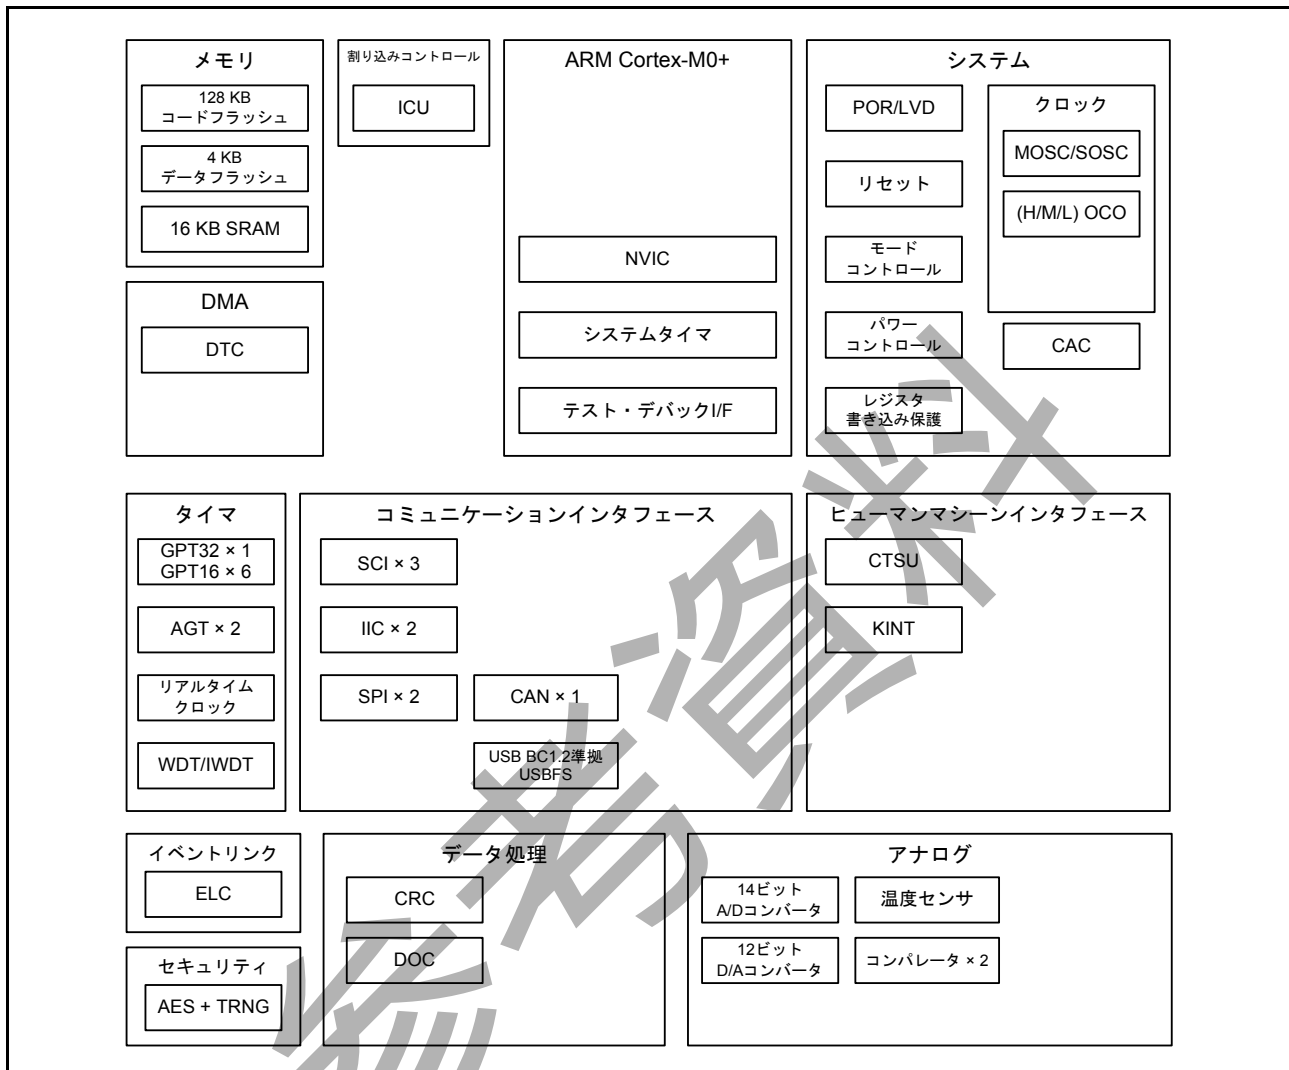 メモリ
128 KB
コードフラッシュ
4 KB
データフラッシュ
16 KB SRAM
DMA
DTC
割り込みコントロール
ICU
ARM Cortex-M0+
NVIC
システムタイマ
テスト・デバックI/F
システム
POR/LVD
リセット
モード
コントロール
パワー
コントロール
レジスタ
書き込み保護
クロック
MOSC/SOSC
(H/M/L) OCO
CAC
タイマ
GPT32 × 1
GPT16 × 6
AGT × 2
リアルタイム
クロック
WDT/IWDT
コミュニケーションインタフェース
SCI × 3
IIC × 2
SPI × 2
CAN × 1
USB BC1.2準拠
USBFS
ヒューマンマシーンインタフェース
CTSU
KINT
イベントリンク
ELC
セキュリティ
AES + TRNG
データ処理
CRC
DOC
アナログ
14ビット
A/Dコンバータ
温度センサ
12ビット
D/Aコンバータ
コンパレータ × 2
参考資料